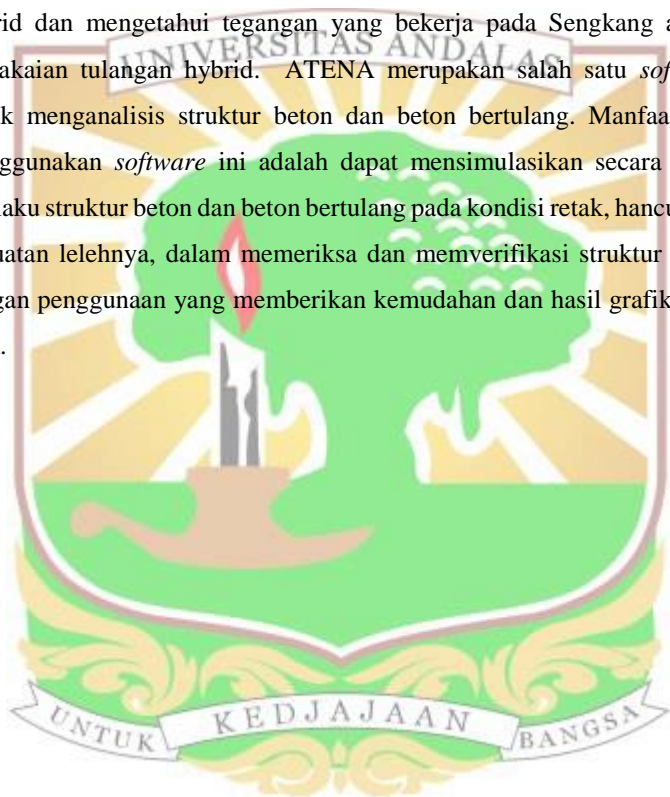 rid dan mengetahui tegangan yang bekerja pada Sengkang a
UNIVERSITAS ANDALAS
akaian tulangan hybrid. ATENA merupakan salah satu sof
k menganalisis struktur beton dan beton bertulang. Manfaa
ggunakan software ini adalah dapat mensimulasikan secara
laku struktur beton dan beton bertulang pada kondisi retak, hancu
uatan lelehnya, dalam memeriksa dan memverifikasi struktur
gan penggunaan yang memberikan kemudahan dan hasil grafik
.
UNTUK KEDJAJAAN BANGSA